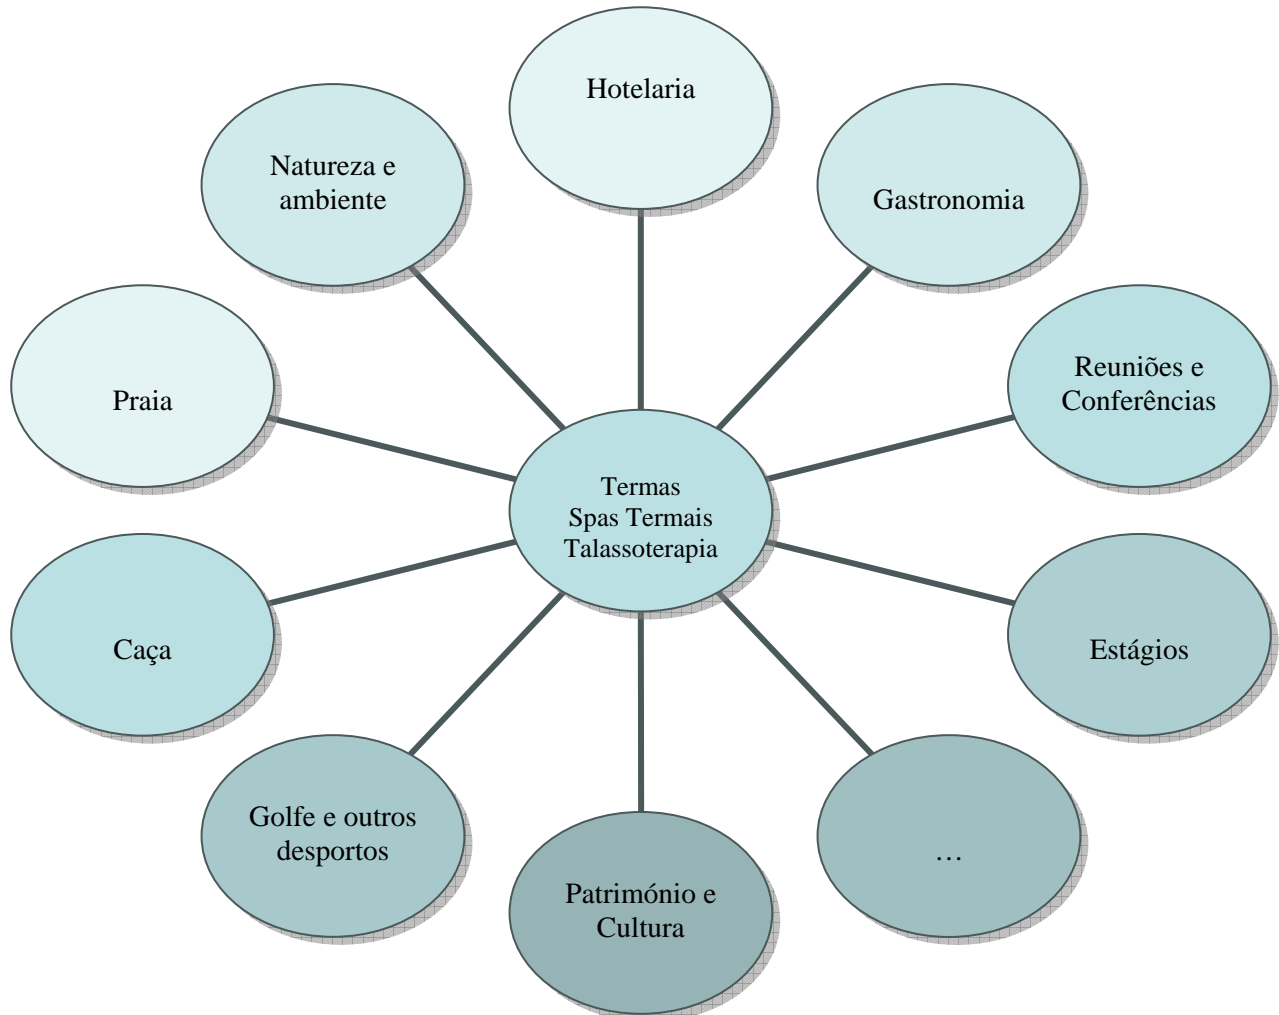 Hotelaria
Natureza e
ambiente
Gastronomia
Reuniões e
Conferências
Praia
Termas
Spas Termais
Talassoterapia
Caça
Estágios
Golfe e outros
desportos
…
Património e
Cultura